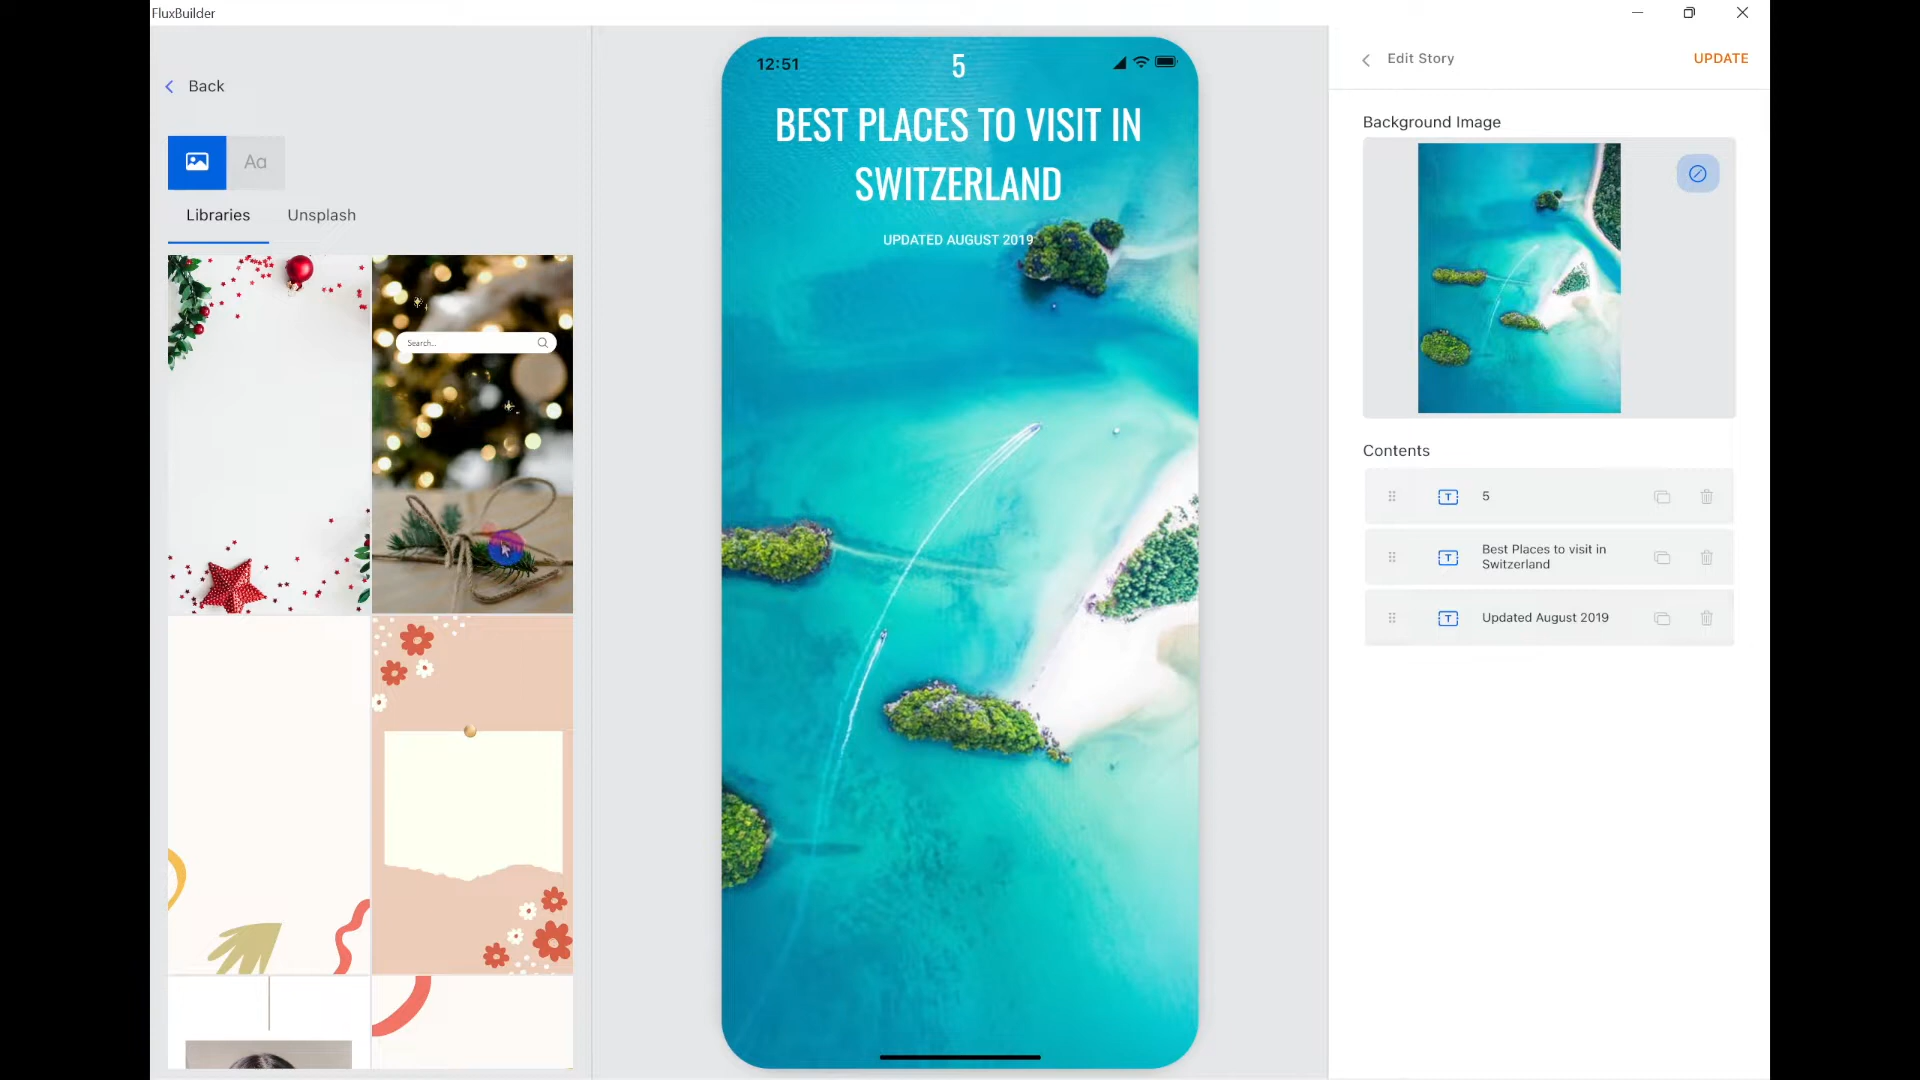 FluxBuilder
Back
Aa
Libraries
Unsplash
Search...
12:51
5
BEST PLACES TO VISIT IN
SWITZERLAND
UPDATED AUGUST 2019
Edit Story
UPDATE
Background Image
Contents
T
5
T
Best Places to visit in
Switzerland
T
Updated August 2019